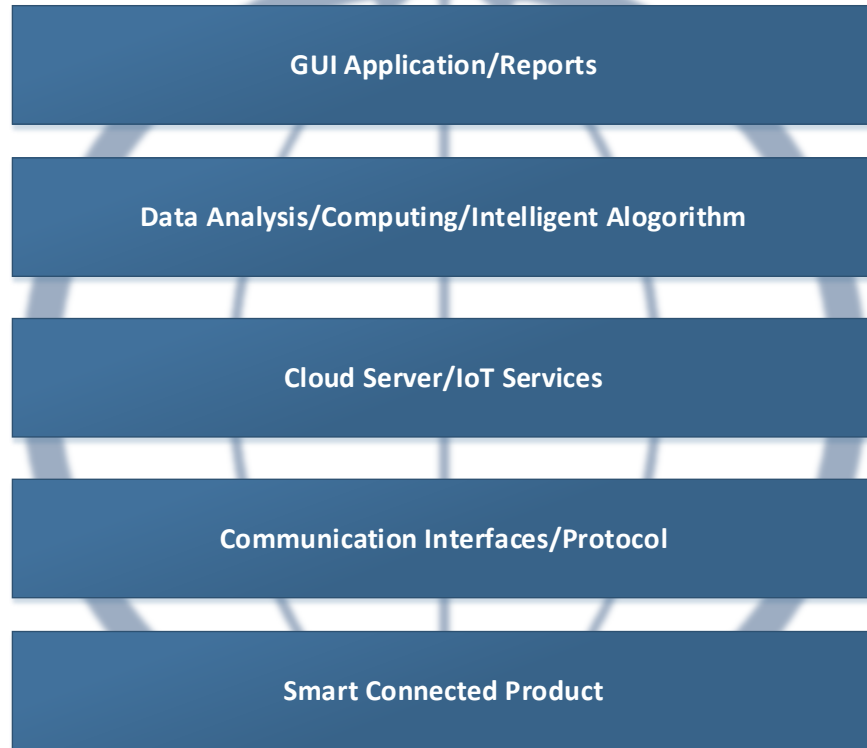 GUI Application/Reports
Data Analysis/Computing/Intelligent Alogorithm
Cloud Server/IoT Services
Communication Interfaces/Protocol
Smart Connected Product